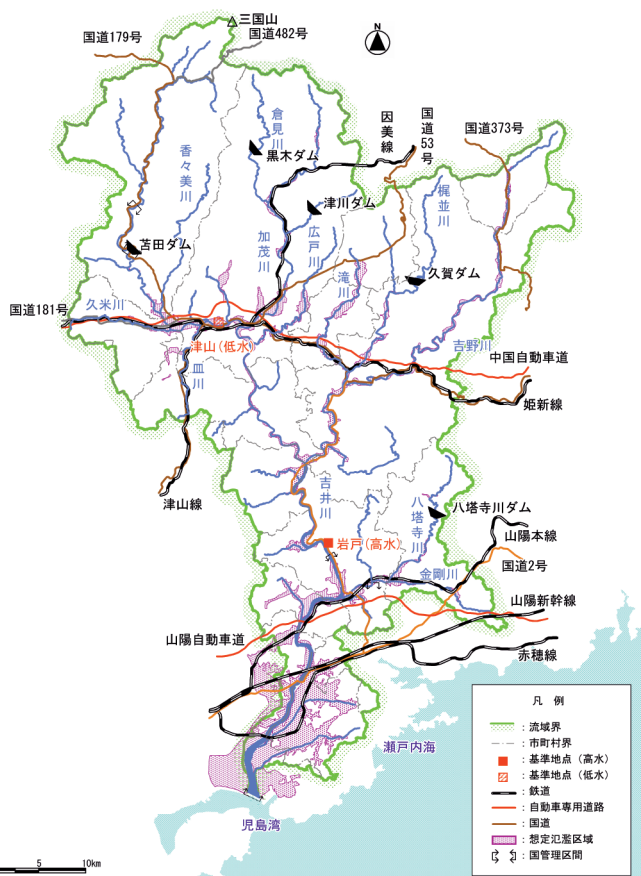 三国山
国道179号
国道482号
N
因美線
国道53号
国道373号
倉見川
黒木ダム
香々美川
津川ダム
梶並川
加茂川
広戸川
苫田ダム
滝川
久賀ダム
久米川
国道181号
吉野川
津山(低水)
中国自動車道
皿川
姫新線
津山線
吉井川
八塔寺川ダム
八塔寺川
山陽本線
岩戸(高水)
国道2号
金剛川
山陽新幹線
山陽自動車道
赤穂線
瀬戸内海
児島湾
凡 例
:流域界
:市町村界
:基準地点(高水)
:基準地点(低水)
:鉄道
:自動車専用道路
:国道
:想定氾濫区域
:国管理区間
5 10km